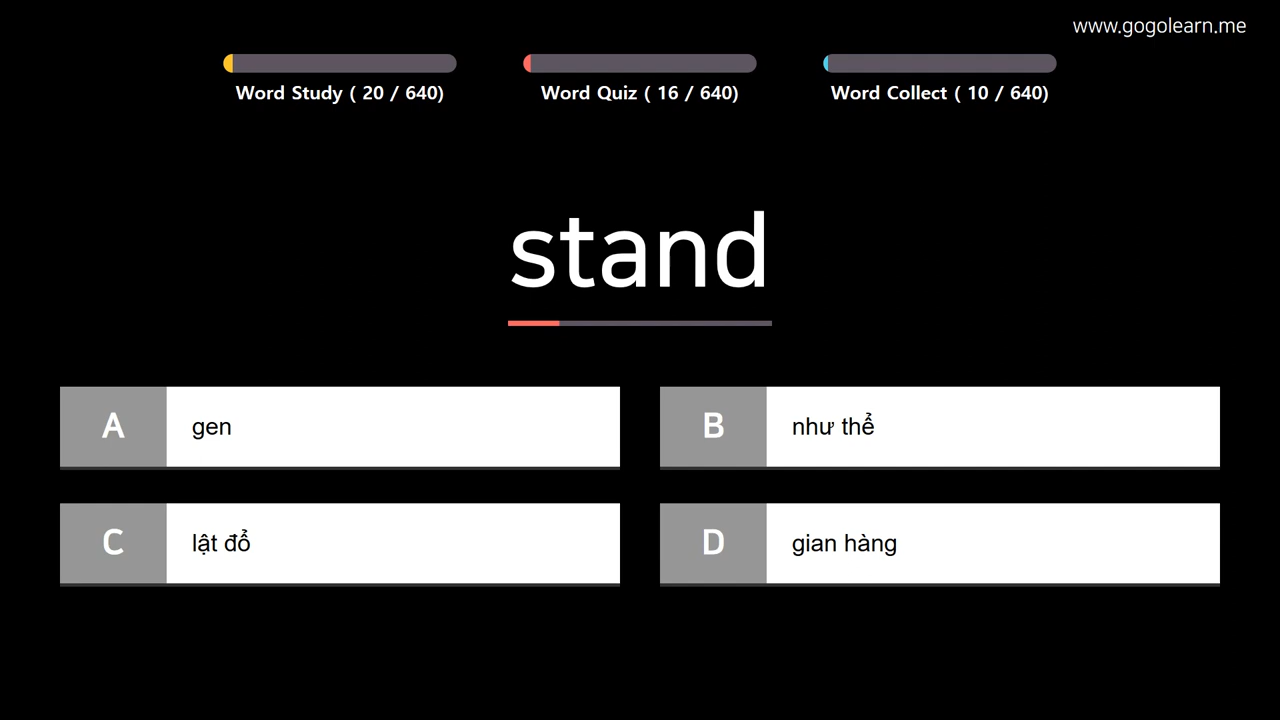 www.gogolearn.me
Word Study ( 20 / 640)
Word Quiz ( 16 / 640)
Word Collect ( 10 / 640)
stand
A gen
B như thể
C lật đổ
D gian hàng